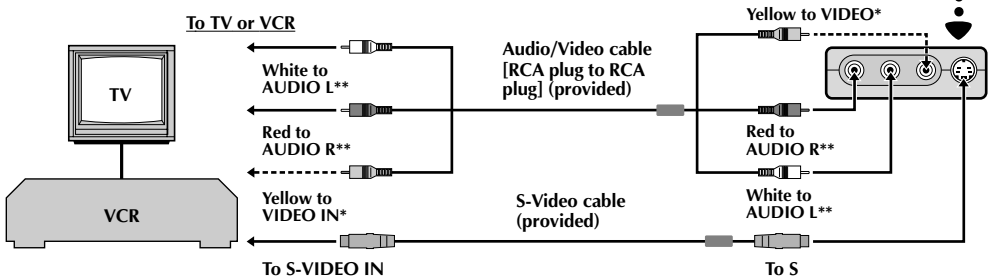 To TV or VCR
White to
AUDIO L**
TV
Red to
AUDIO R**
Yellow to
VIDEO IN*
VCR
To S-VIDEO IN
Audio/Video cable
[RCA plug to RCA
plug] (provided)
S-Video cable
(provided)
Yellow to VIDEO*
Red to
AUDIO R**
White to
AUDIO L**
To S